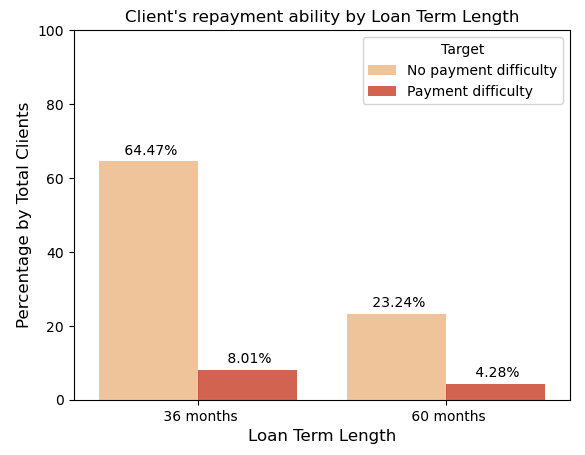 Client's repayment ability by Loan Term Length
Target
No payment difficulty
Payment difficulty
Percentage by Total Clients
100
80
60
40
20
0
64.47%
8.01%
23.24%
4.28%
36 months
60 months
Loan Term Length